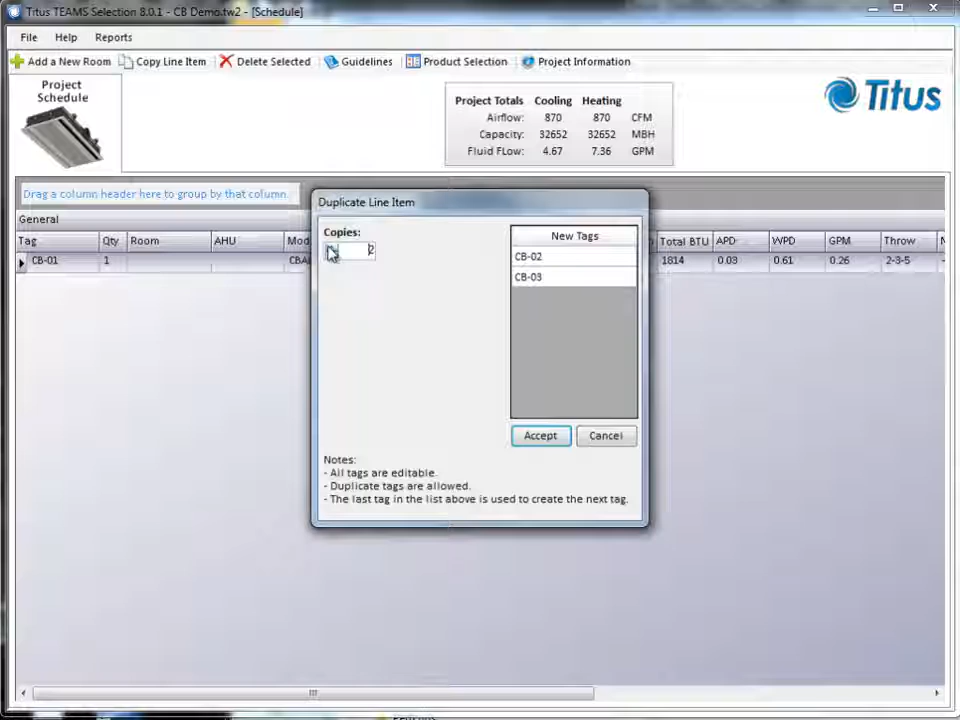 Titus TEAMS Selection 8.0.1 - CB Demo.tw2 - [Schedule]
File Help Reports
Add a New Room Copy Line Item Delete Selected Guidelines Product Selection Project Information
Project Schedule
Project Totals Cooling Heating
Airflow: 870 870 CFM
Capacity: 32652 32652 MBH
Fluid FLow: 4.67 7.36 GPM
Titus
Drag a column header here to group by that column.
General
Tag Qty Room AHU Mod Total BTU APD WPD GPM Throw
CB-01 1 CBA 1814 0.03 0.61 0.26 2-3-5
Duplicate Line Item
Copies:
2
New Tags
CB-02
CB-03
Accept Cancel
Notes:
- All tags are editable.
- Duplicate tags are allowed.
- The last tag in the list above is used to create the next tag.